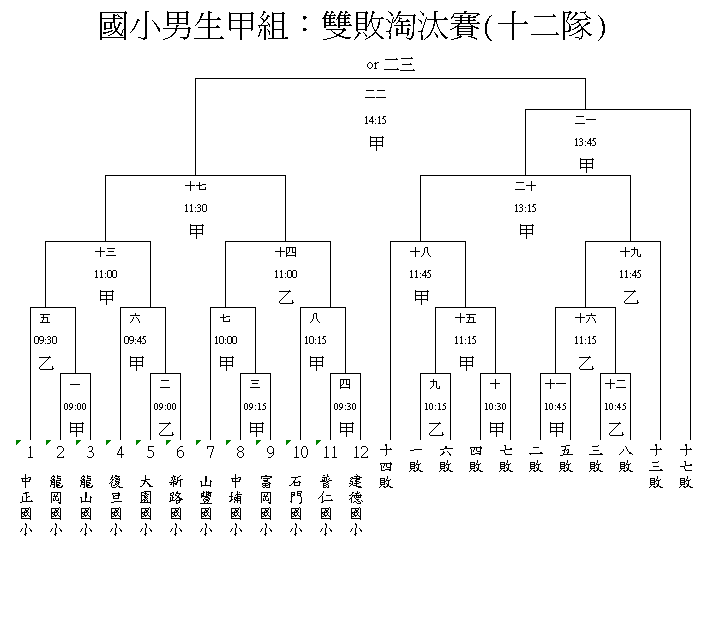 國小男生甲組：雙敗淘汰賽(十二隊)
or 二三
二二
14:15
甲
二一
13:45
甲
十七
11:30
甲
二十
13:15
甲
十三
11:00
甲
十四
11:00
乙
十八
11:45
甲
十九
11:45
乙
五
09:30
乙
六
09:45
甲
七
10:00
甲
八
10:15
甲
十五
11:15
甲
十六
11:15
乙
一
09:00
甲
二
09:00
乙
三
09:15
甲
四
09:30
甲
九
10:15
乙
十
10:30
甲
十一
10:45
甲
十二
10:45
乙
1
中正國小
2
龍岡國小
3
龍山國小
4
復旦國小
5
大園國小
6
新路國小
7
山豐國小
8
中埔國小
9
富岡國小
10
石門國小
11
普仁國小
12
建德國小
十四敗
一敗
六敗
四敗
七敗
二敗
五敗
三敗
八敗
十三敗
十七敗